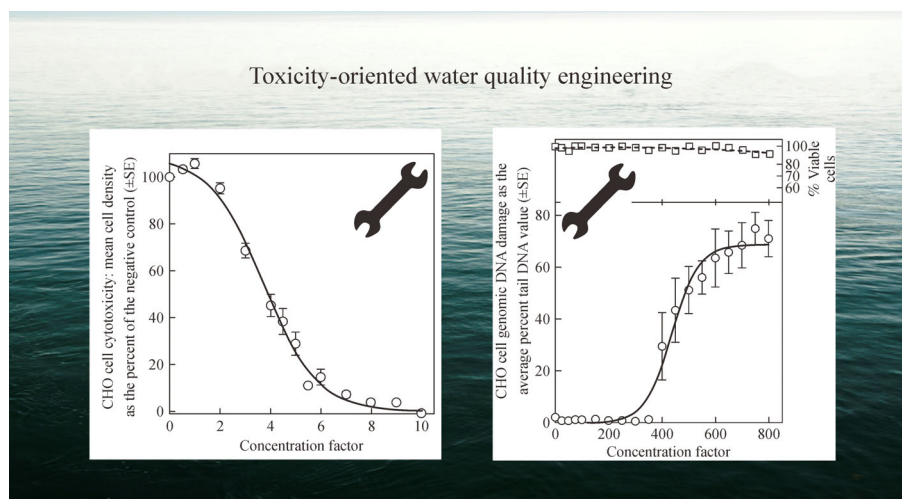 Toxicity-oriented water quality engineering
CHO cell cytotoxicity: mean cell density
as the percent of the negative control (±SE)
100
80
60
40
20
0
0 2 4 6 8 10
Concentration factor
CHO cell genomic DNA damage as the
average percent tail DNA value (±SE)
80
60
40
20
0
100
80
70
60
% Viable
cells
0 200 400 600 800
Concentration factor